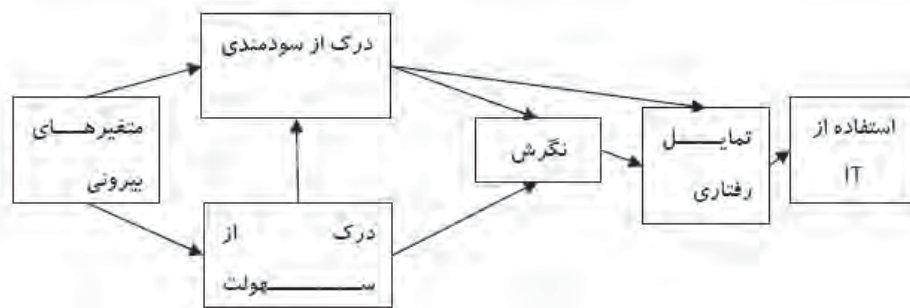 درک از سودمندی
متغیرهای
بیرونی
درک از
سهولت
نگرش
تمایل
رفتاری
استفاده از
IT